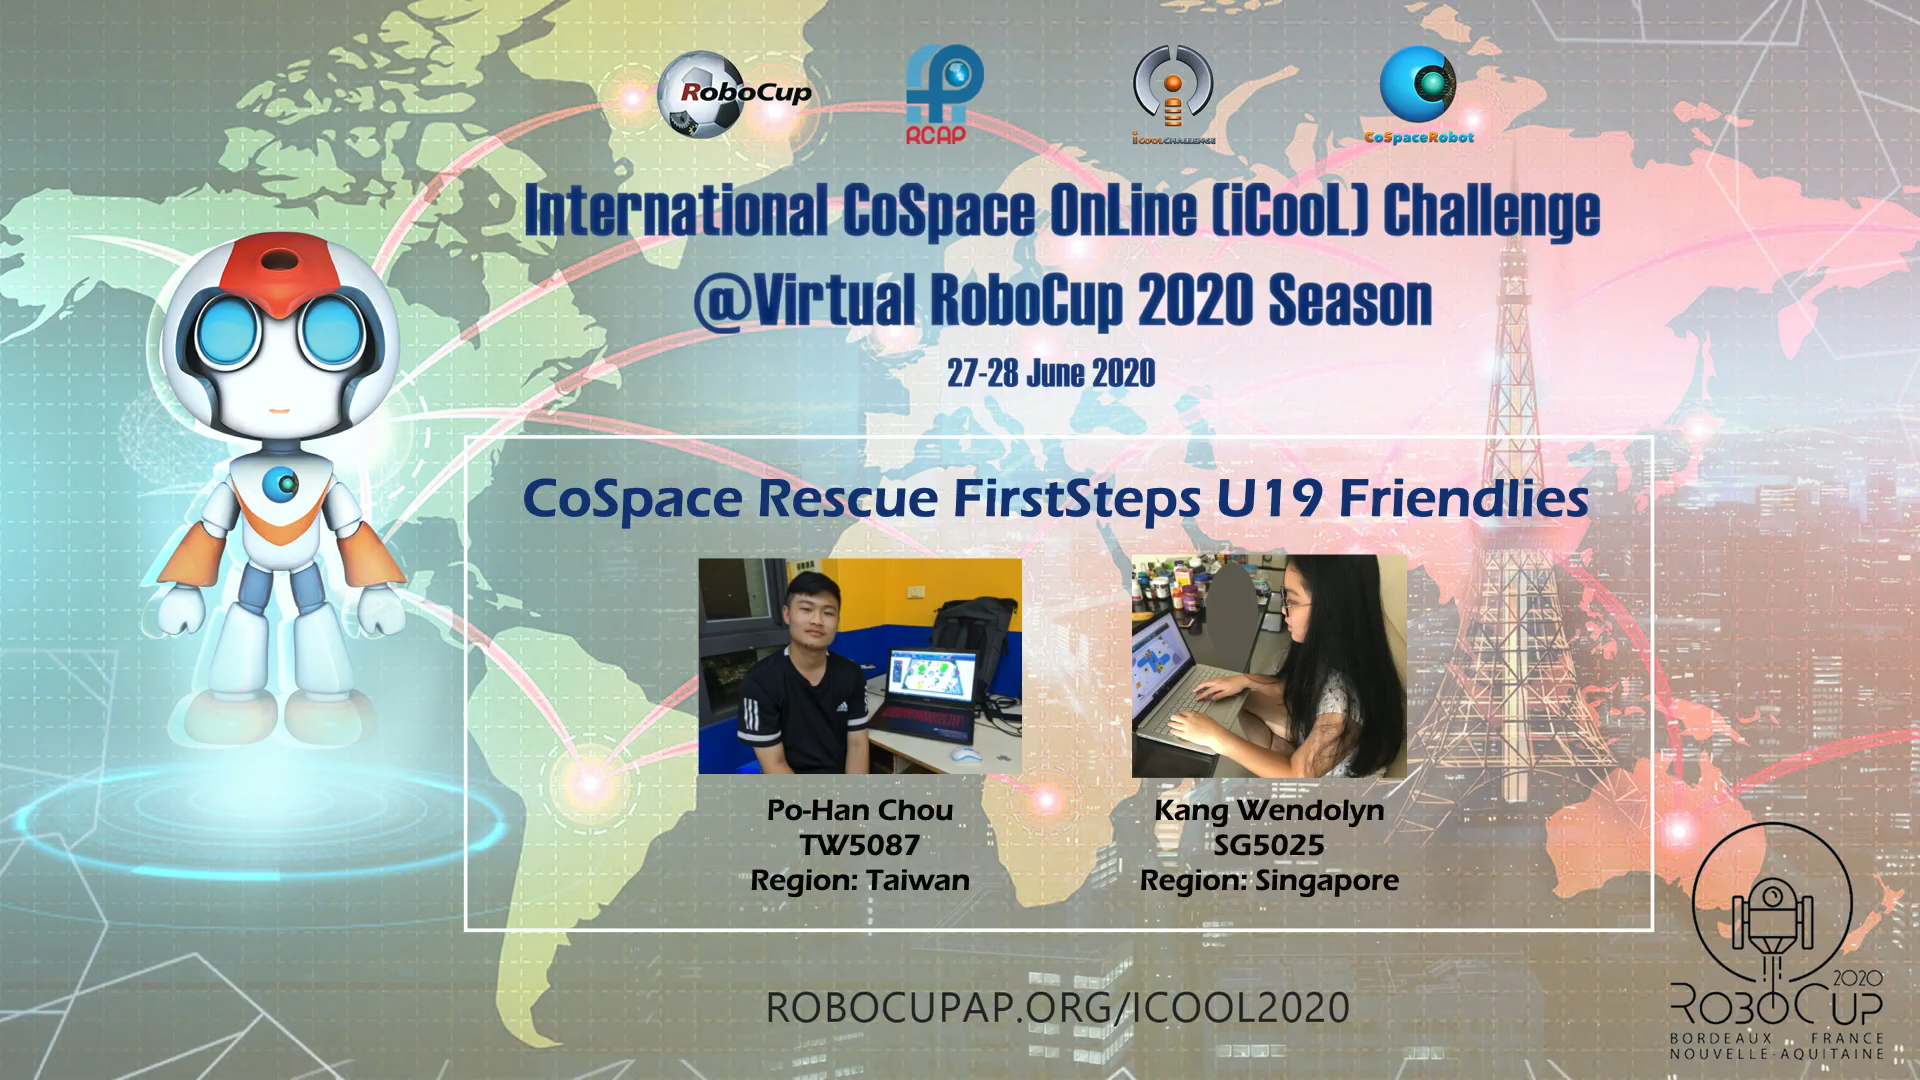 RoboCup
RCAP
iCOOLCHALLENGE
CoSpaceRobot
International CoSpace OnLine (iCooL) Challenge
@Virtual RoboCup 2020 Season
27-28 June 2020
CoSpace Rescue FirstSteps U19 Friendlies
Po-Han Chou
TW5087
Region: Taiwan
Kang Wendolyn
SG5025
Region: Singapore
ROBOCUPAP.ORG/ICOOL2020
2020
ROBOCUP
BORDEAUX FRANCE
NOUVELLE-AQUITAINE